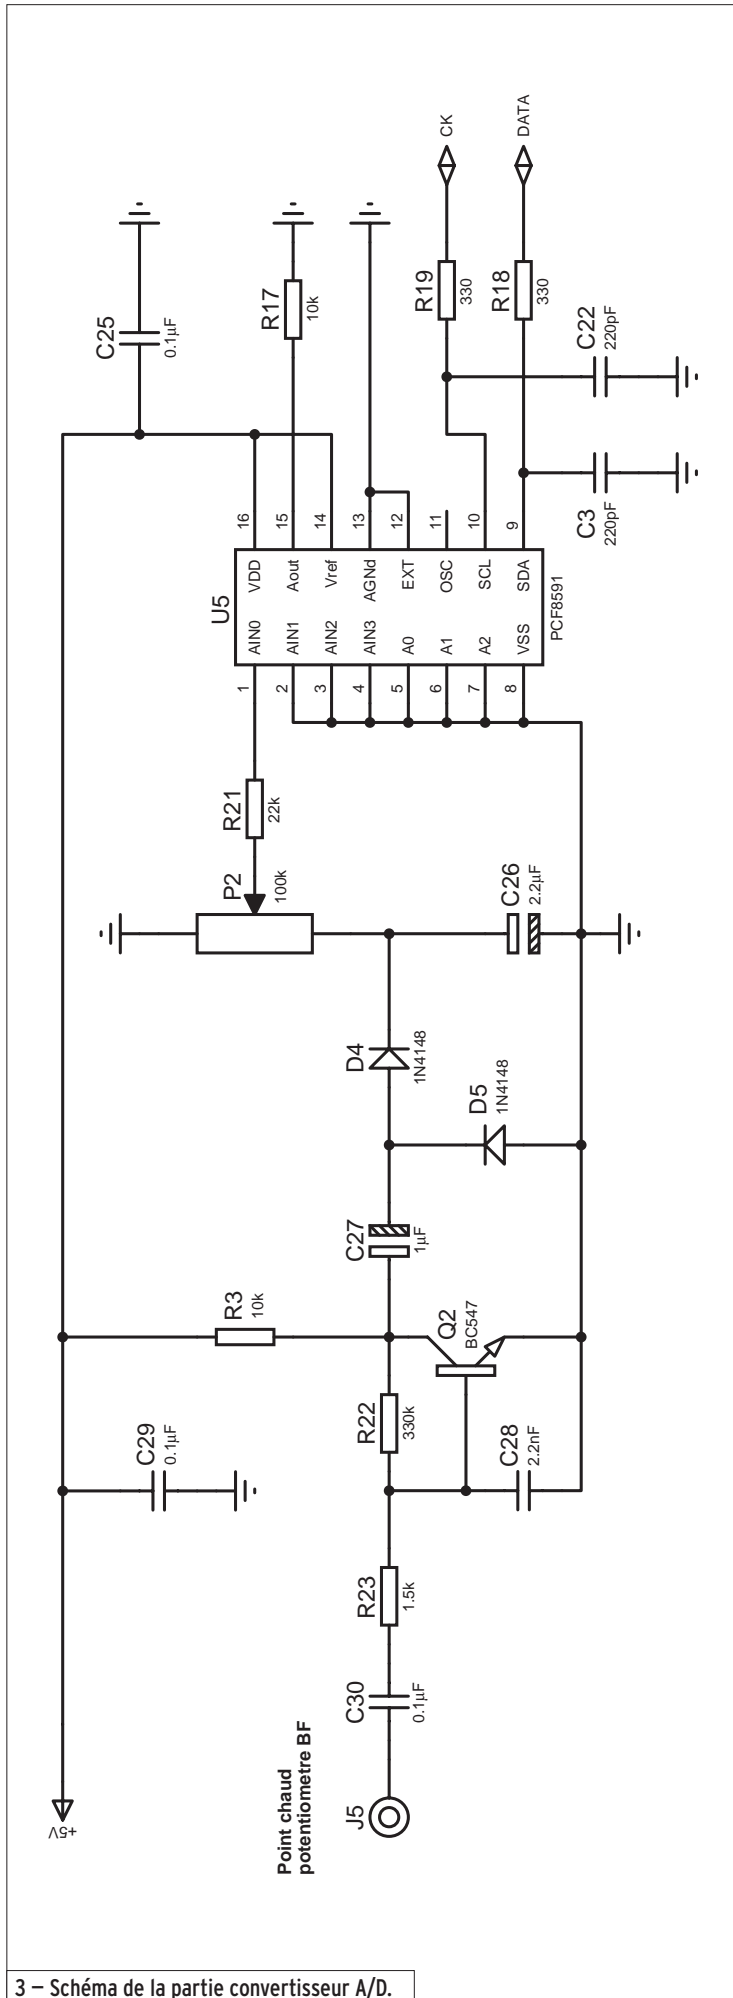 CK
DATA
R19
330
R18
330
C25
0.1µF
R17
10k
C22
220pF
C3
220pF
16
15
14
13
12
11
10
9
VDD
Aout
Vref
AGNd
EXT
OSC
SCL
SDA
U5
PCF8591
AIN0
AIN1
AIN2
AIN3
A0
A1
A2
VSS
1
2
3
4
5
6
7
8
R21
22k
P2
100k
C26
2.2µF
D4
1N4148
D5
1N4148
C27
1µF
R3
10k
Q2
BC547
C29
0.1µF
R22
330k
C28
2.2nF
R23
1.5k
C30
0.1µF
Point chaud
potentiometre BF
J5
+5V
3 – Schéma de la partie convertisseur A/D.